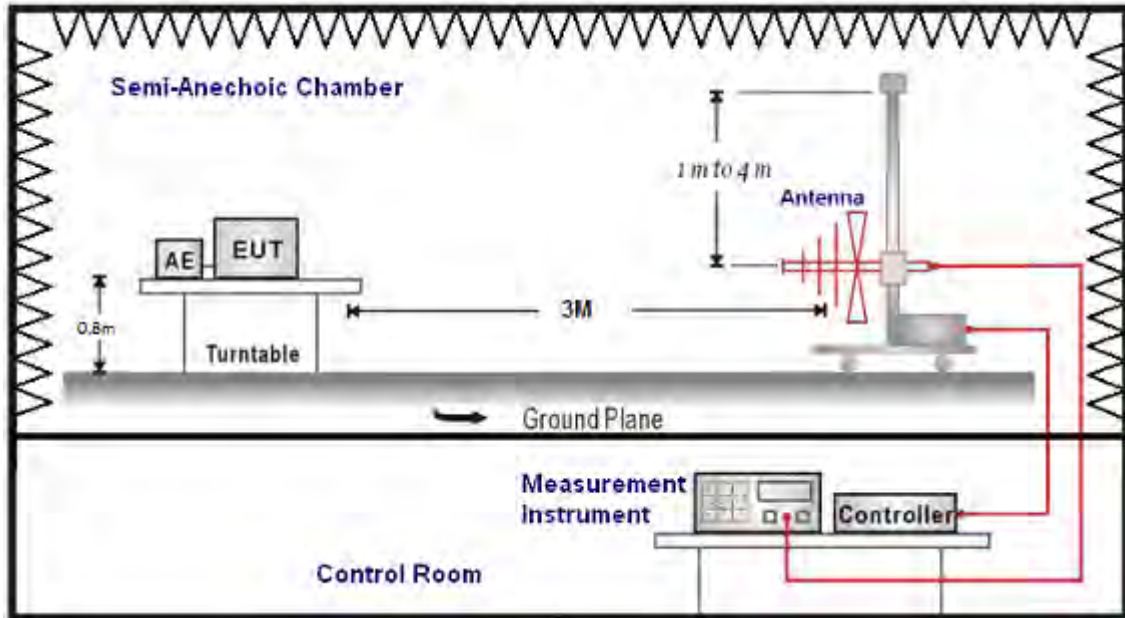 Semi-Anechoic Chamber
1 m to 4 m
Antenna
AE
EUT
3M
0.8m
Turntable
Ground Plane
Measurement
Instrument
Controller
Control Room